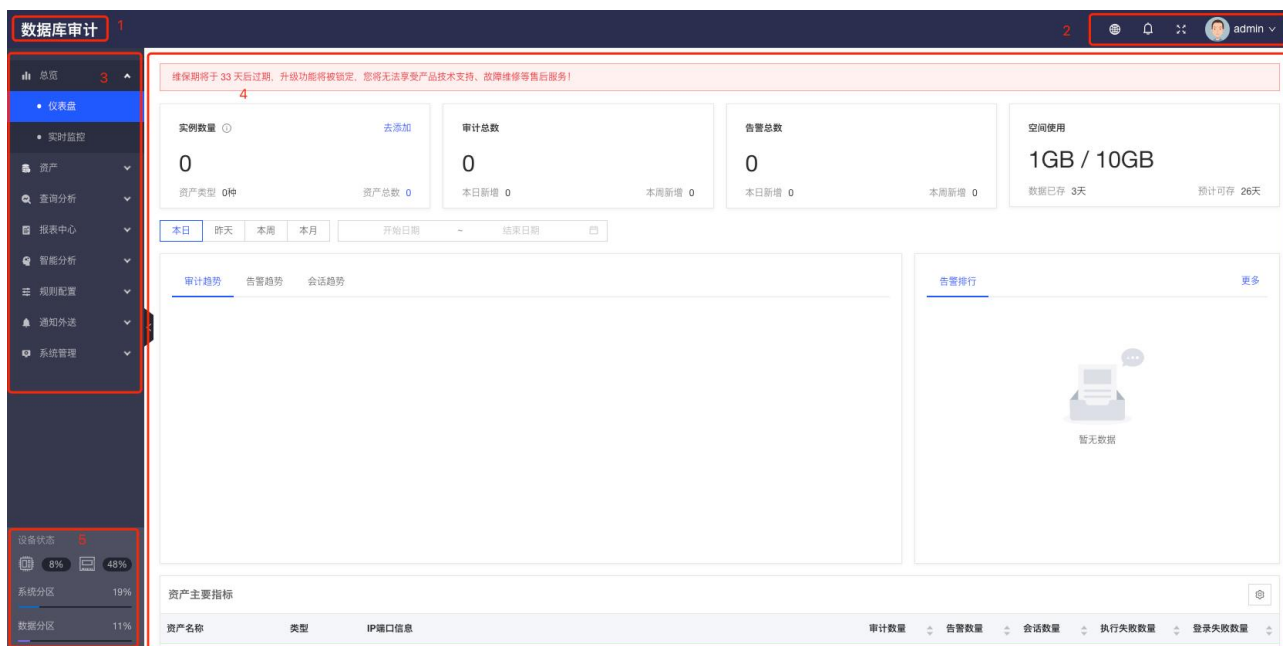 数据库审计 1
2 admin
总览 3
仪表盘
实时监控
资产
查询分析
报表中心
智能分析
规则配置
通知外送
系统管理
设备状态 5
8% 48%
系统分区 19%
数据分区 11%
维保期将于 33 天后过期、升级功能将被锁定、您将无法享受产品技术支持、故障维修等售后服务!
4
实例数量 去添加
0
资产类型 0种 资产总数 0
审计总数
0
本日新增 0 本周新增 0
告警总数
0
本日新增 0 本周新增 0
空间使用
1GB / 10GB
数据已存 3天 预计可存 26天
本日 昨天 本周 本月 开始日期 ~ 结束日期
审计趋势 告警趋势 会话趋势
告警排行 更多
暂无数据
资产主要指标
资产名称 类型 IP端口信息 审计数量 告警数量 会话数量 执行失败数量 登录失败数量